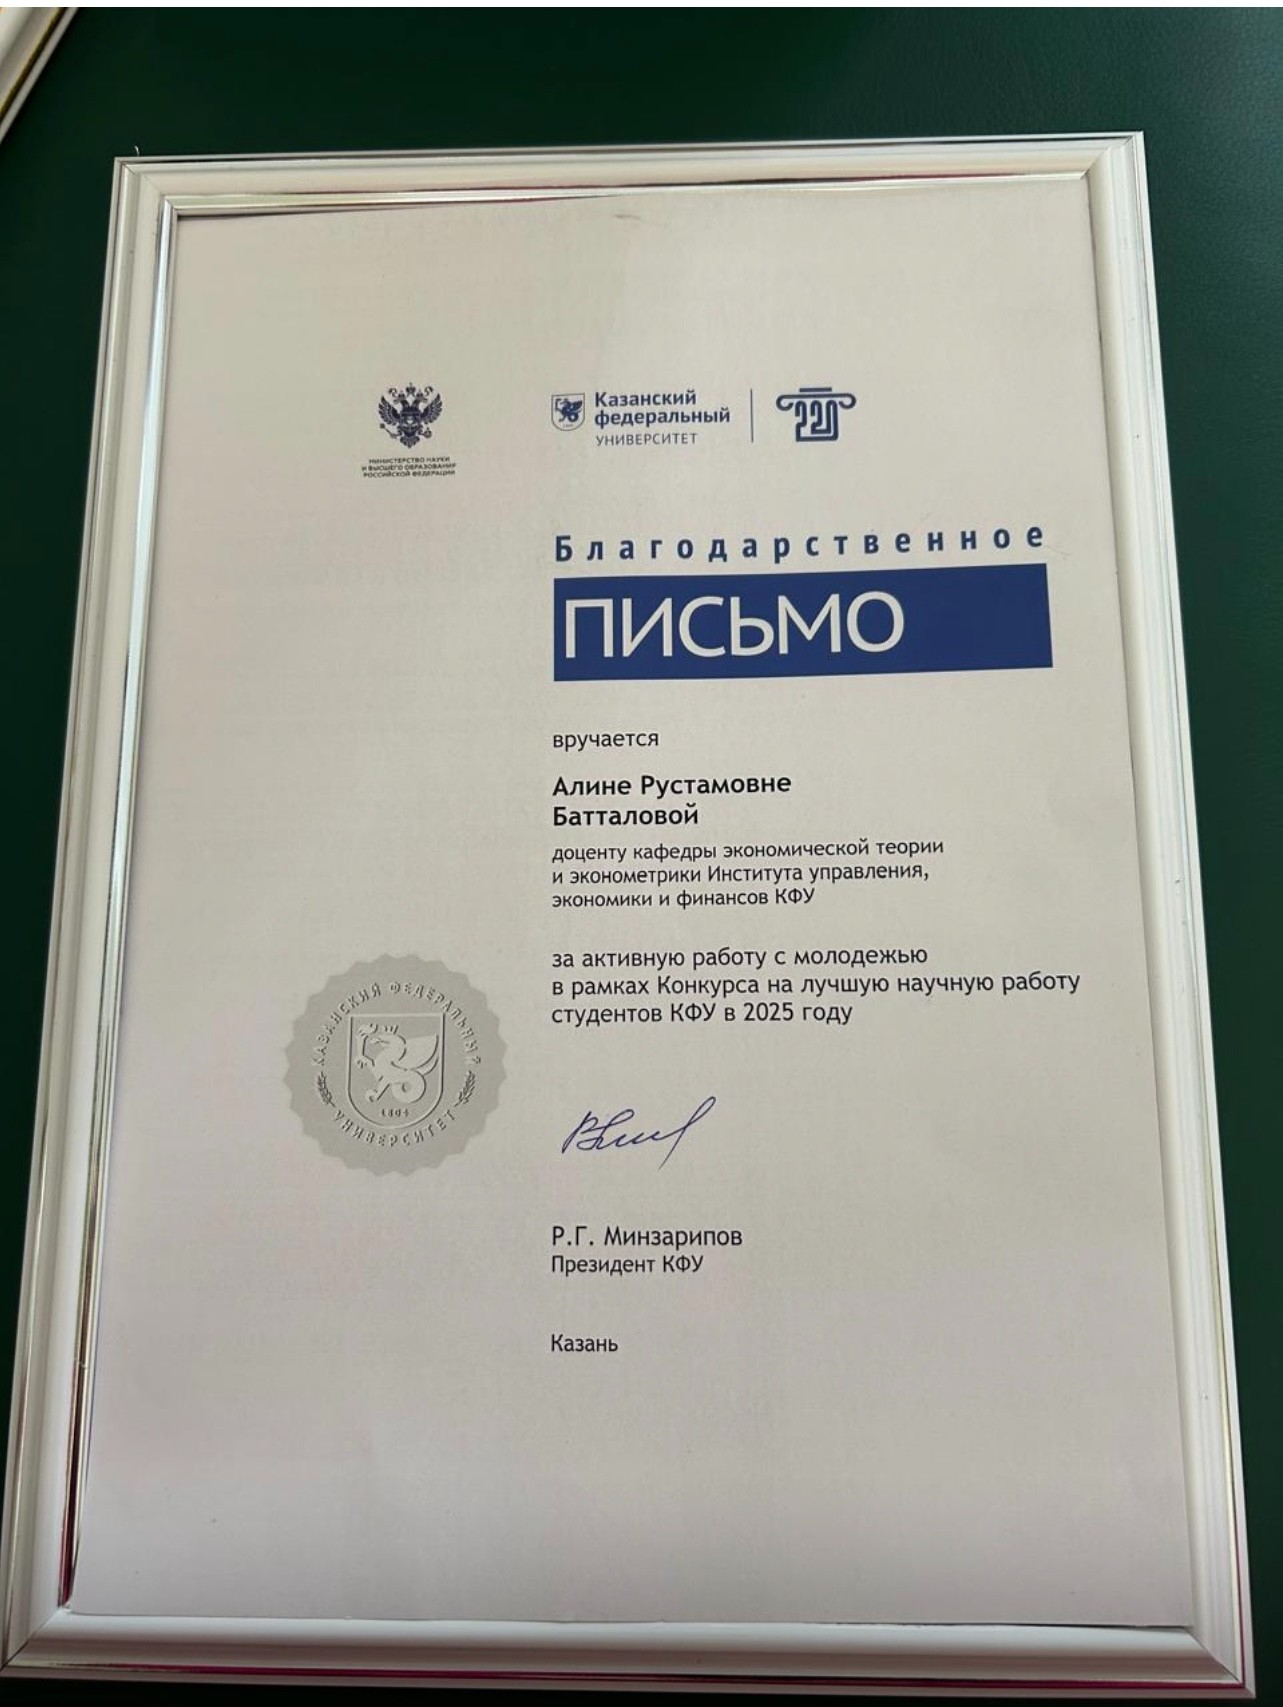 МИНИСТЕРСТВО НАУКИ
И ВЫСШЕГО ОБРАЗОВАНИЯ
РОССИЙСКОЙ ФЕДЕРАЦИИ
Казанский
федеральный
УНИВЕРСИТЕТ
220
Благодарственное
ПИСЬМО
вручается
Алине Рустамовне
Батталовой
доценту кафедры экономической теории
и эконометрики Института управления,
экономики и финансов КФУ
за активную работу с молодежью
в рамках Конкурса на лучшую научную работу
студентов КФУ в 2025 году
КАЗАНСКИЙ ФЕДЕРАЛЬНЫЙ
1804
УНИВЕРСИТЕТ
Р.Г. Минзарипов
Президент КФУ
Казань